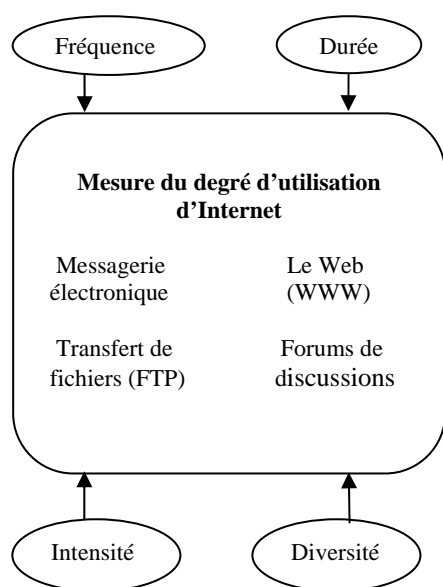 Fréquence
Durée
Mesure du degré d’utilisation
d’Internet
Messagerie
électronique
Le Web
(WWW)
Transfert de
fichiers (FTP)
Forums de
discussions
Intensité
Diversité